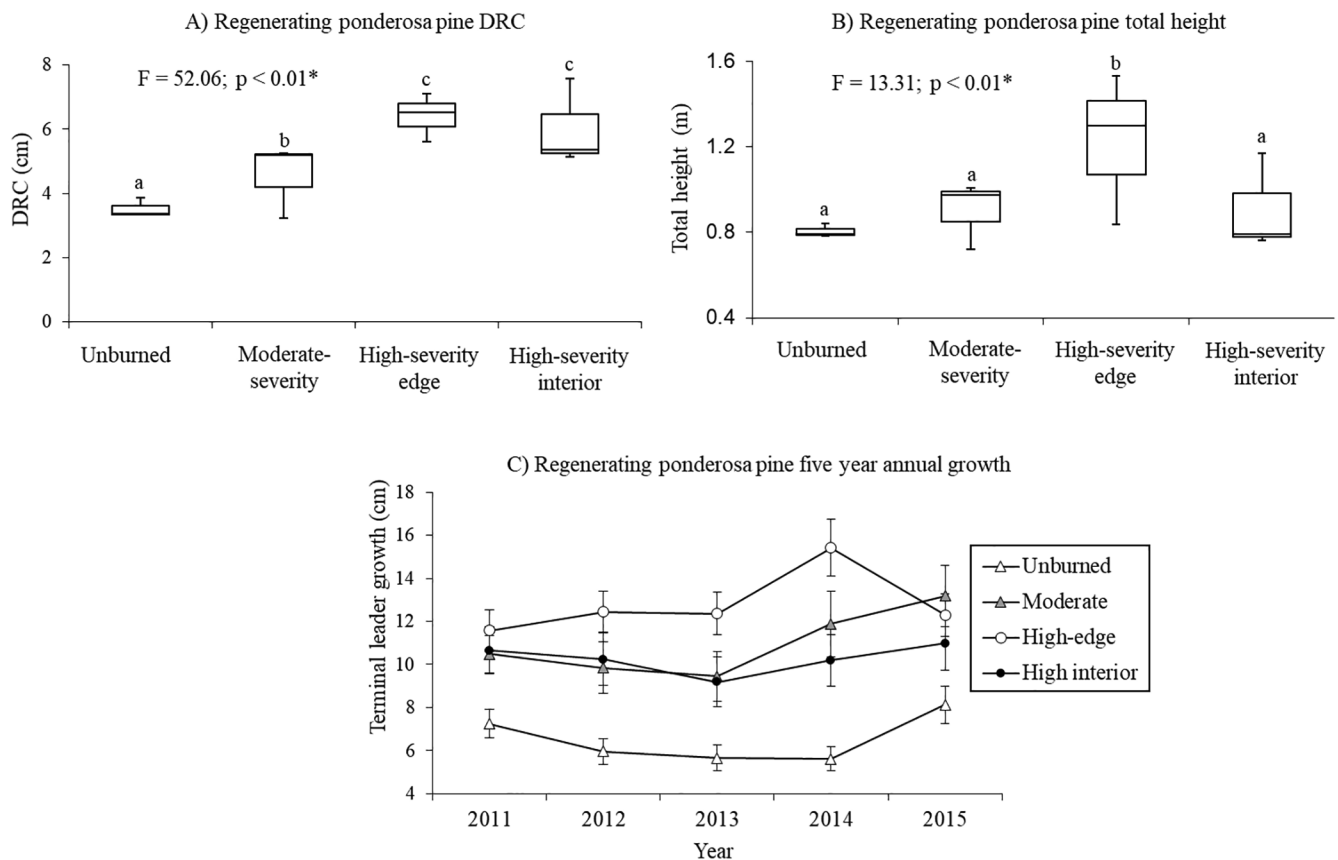 A) Regenerating ponderosa pine DRC
F = 52.06; p < 0.01*
DRC (cm)
8
6
4
2
0
a
b
c
c
Unburned
Moderate-
severity
High-severity
edge
High-severity
interior
B) Regenerating ponderosa pine total height
F = 13.31; p < 0.01*
Total height (m)
1.6
1.2
0.8
0.4
a
a
b
a
Unburned
Moderate-
severity
High-severity
edge
High-severity
interior
C) Regenerating ponderosa pine five year annual growth
Terminal leader growth (cm)
18
16
14
12
10
8
6
4
2011 2012 2013 2014 2015
Year
Unburned
Moderate
High-edge
High interior